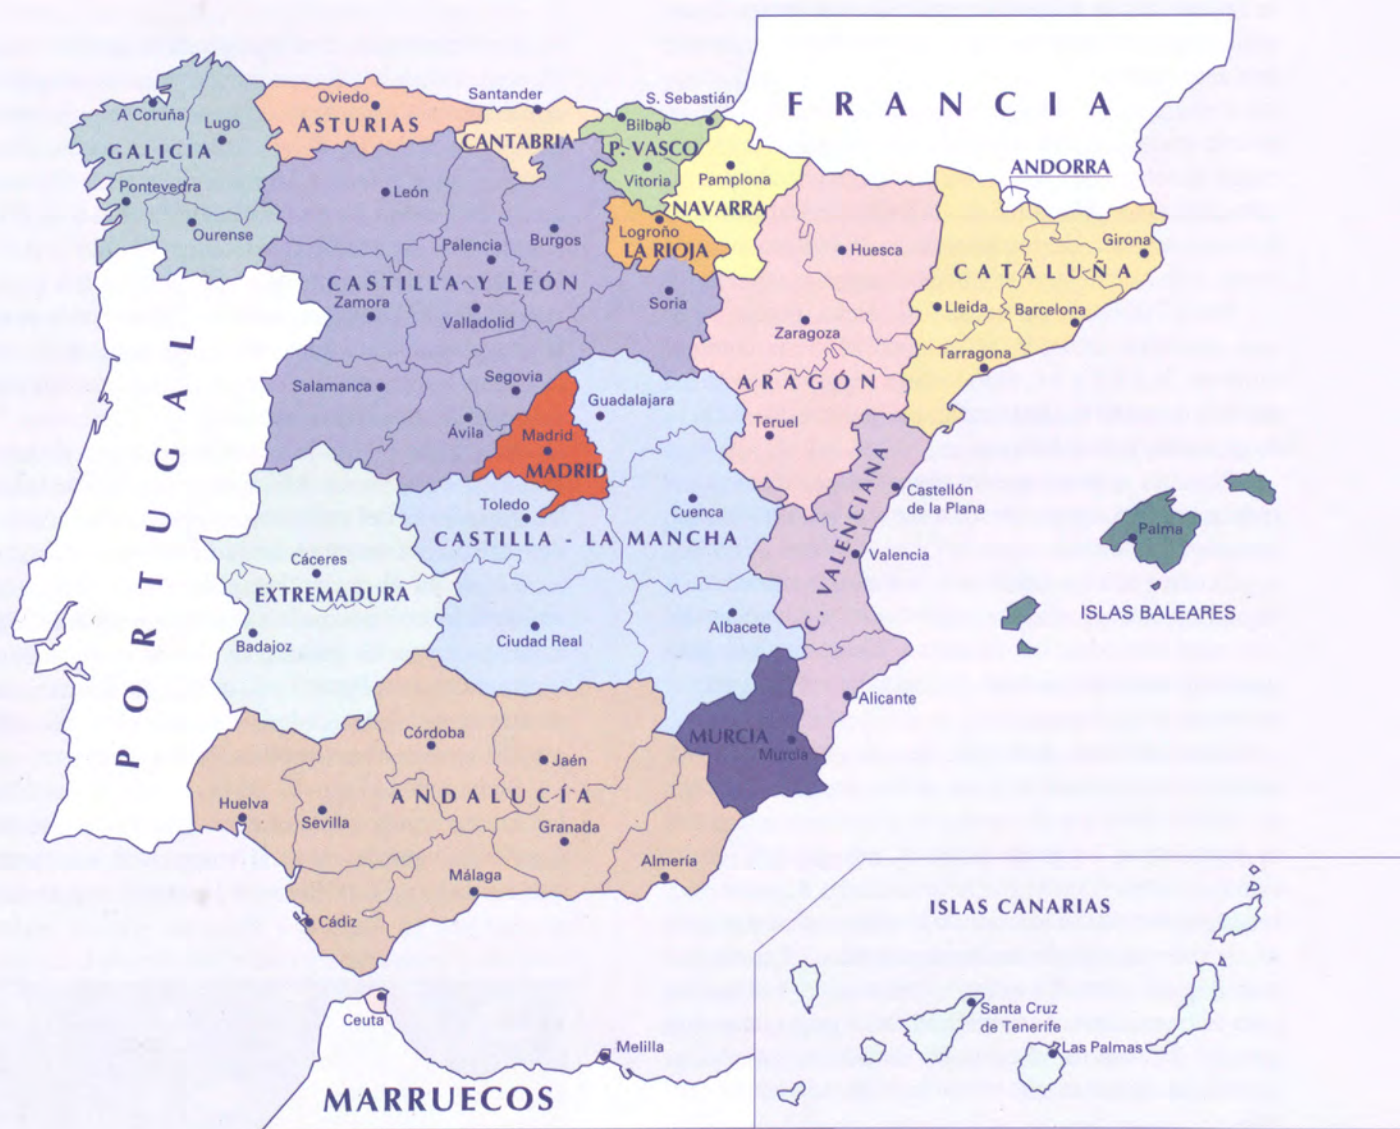 FRANCIA
Santander
S. Sebastián
Oviedo
A Coruña
Lugo
ASTURIAS
CANTABRIA
Bilbao
P. VASCO
GALICIA
ANDORRA
Pontevedra
León
Vitoria
Pamplona
NAVARRA
Ourense
Palencia
Burgos
Logroño
LA RIOJA
Huesca
Girona
CATALUÑA
CASTILLA Y LEÓN
Zamora
Valladolid
Soria
Lleida
Barcelona
Zaragoza
Tarragona
PORTUGAL
Salamanca
Segovia
ARAGÓN
Guadalajara
Ávila
Madrid
MADRID
Teruel
Toledo
Cuenca
Castellón
de la Plana
CASTILLA - LA MANCHA
C. VALENCIANA
Valencia
Palma
ISLAS BALEARES
Cáceres
EXTREMADURA
Badajoz
Ciudad Real
Albacete
Alicante
MURCIA
Murcia
Córdoba
Jaén
ANDALUCÍA
Huelva
Sevilla
Granada
Málaga
Almería
Cádiz
ISLAS CANARIAS
Santa Cruz
de Tenerife
Las Palmas
Ceuta
Melilla
MARRUECOS